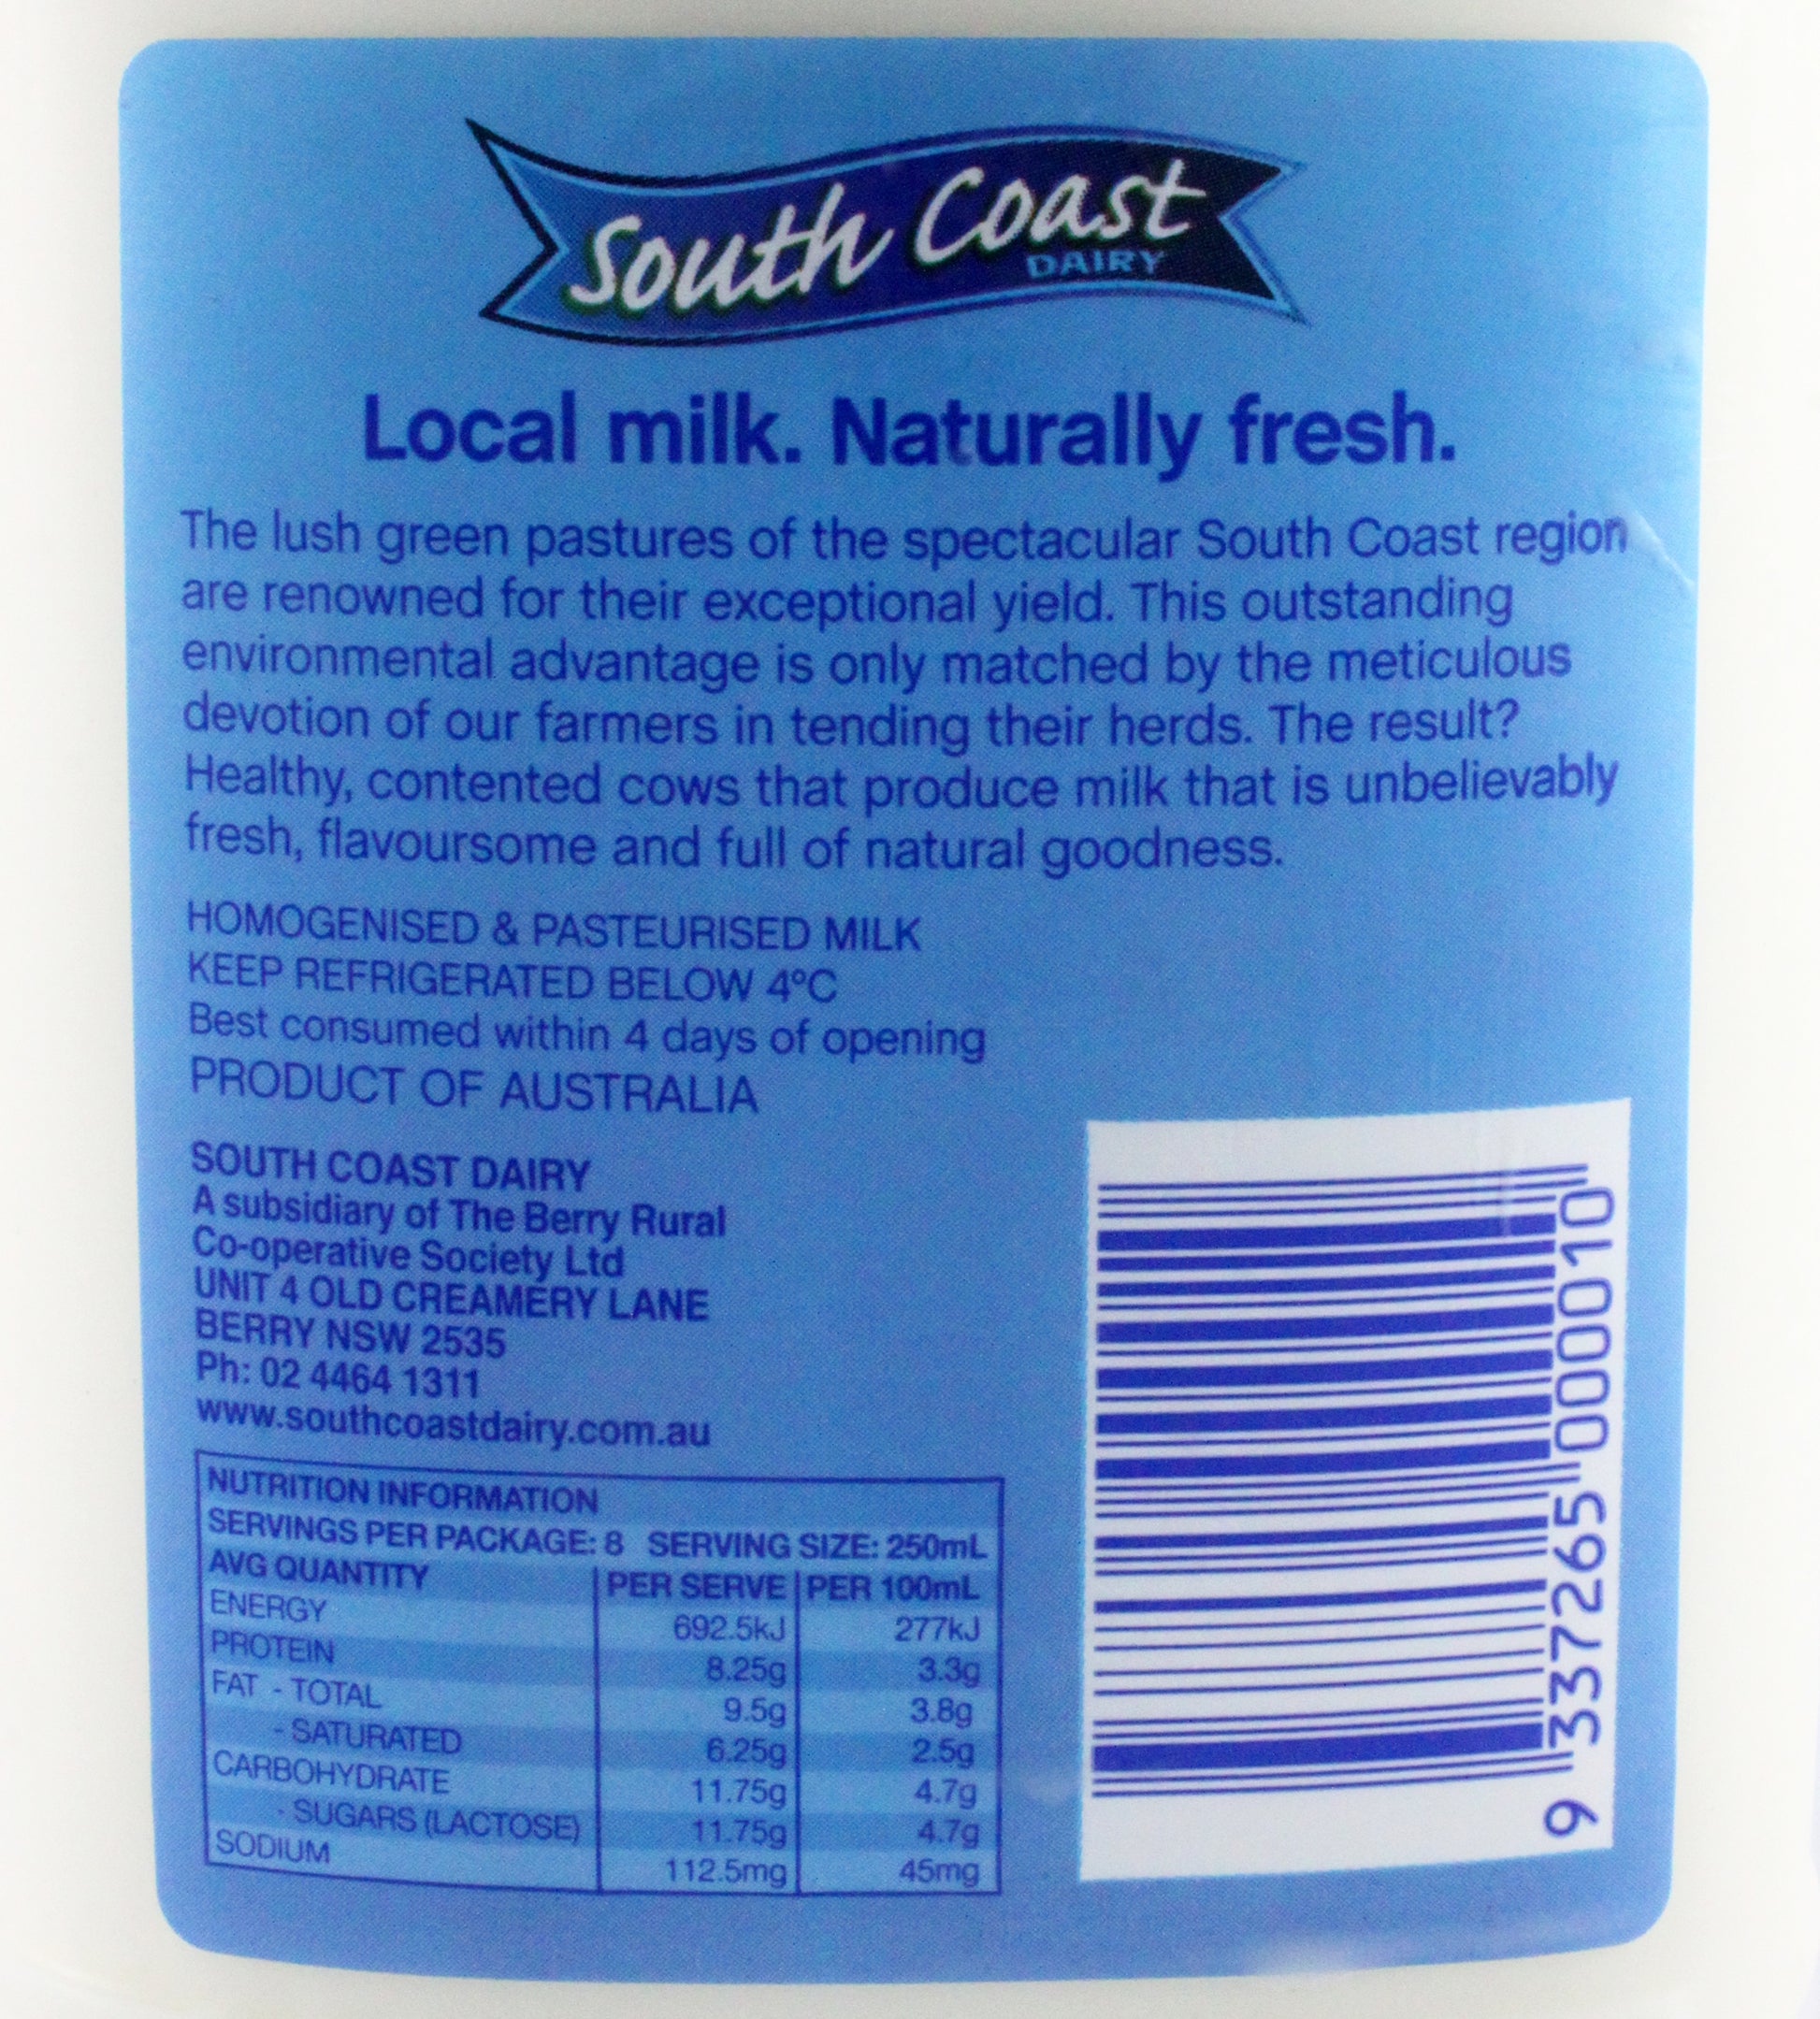 South Coast
DAIRY
Local milk. Naturally fresh.
The lush green pastures of the spectacular South Coast region
are renowned for their exceptional yield. This outstanding
environmental advantage is only matched by the meticulous
devotion of our farmers in tending their herds. The result?
Healthy, contented cows that produce milk that is unbelievably
fresh, flavoursome and full of natural goodness.
HOMOGENISED & PASTEURISED MILK
KEEP REFRIGERATED BELOW 4°C
Best consumed within 4 days of opening
PRODUCT OF AUSTRALIA
SOUTH COAST DAIRY
A subsidiary of The Berry Rural
Co-operative Society Ltd
UNIT 4 OLD CREAMERY LANE
BERRY NSW 2535
Ph: 02 4464 1311
www.southcoastdairy.com.au
NUTRITION INFORMATION
SERVINGS PER PACKAGE: 8 SERVING SIZE: 250mL
AVG QUANTITY PER SERVE PER 100mL
ENERGY 692.5kJ 277kJ
PROTEIN 8.25g 3.3g
FAT - TOTAL 9.5g 3.8g
- SATURATED 6.25g 2.5g
CARBOHYDRATE 11.75g 4.7g
- SUGARS (LACTOSE) 11.75g 4.7g
SODIUM 112.5mg 45mg
9 337265 000010